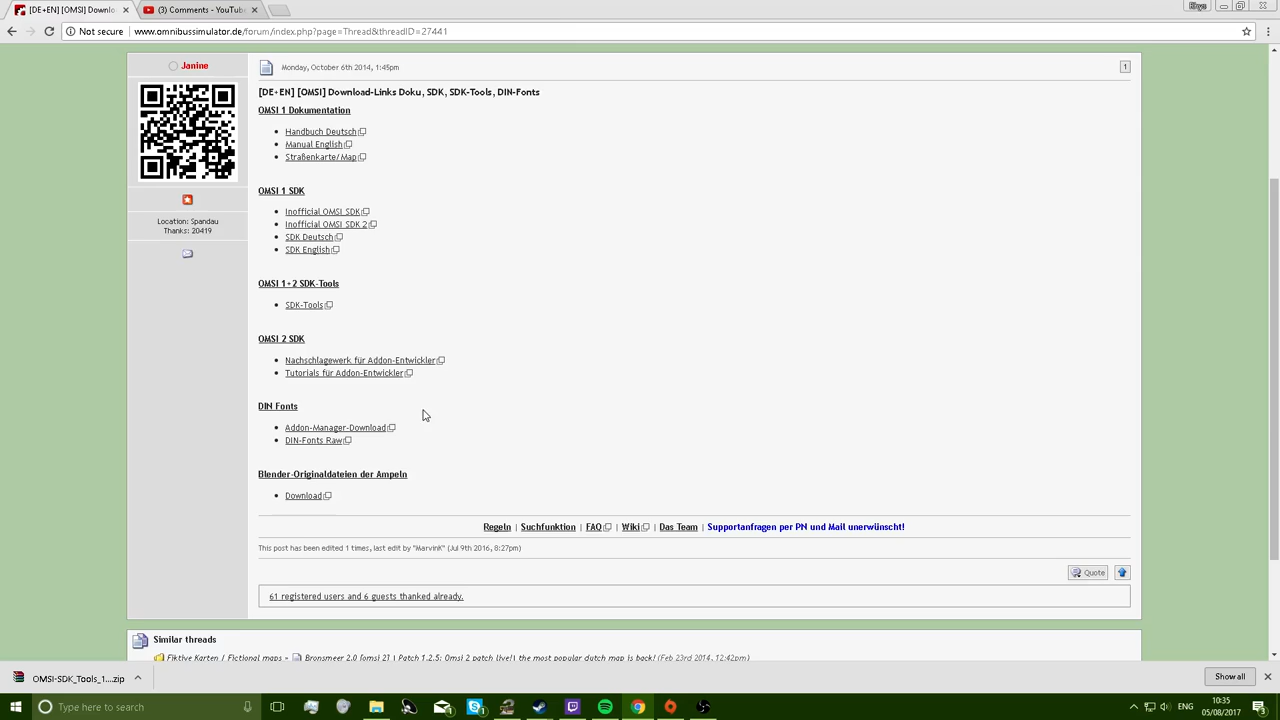 [DE+EN] [OMSI] Downlo
(3) Comments - YouTube
Rhys
Not secure
www.omnibussimulator.de/forum/index.php?page=Thread&threadID=27441
Janine
Location: Spandau
Thanks: 20419
Monday, October 6th 2014, 1:45pm
1
[DE+EN] [OMSI] Download-Links Doku, SDK, SDK-Tools, DIN-Fonts
OMSI 1 Dokumentation
Handbuch Deutsch
Manual English
Straßenkarte/Map
OMSI 1 SDK
Inofficial OMSI SDK
Inofficial OMSI SDK 2
SDK Deutsch
SDK English
OMSI 1+2 SDK-Tools
SDK-Tools
OMSI 2 SDK
Nachschlagewerk für Addon-Entwickler
Tutorials für Addon-Entwickler
DIN Fonts
Addon-Manager-Download
DIN-Fonts Raw
Blender-Originaldateien der Ampeln
Download
Regeln | Suchfunktion | FAQ | Wiki | Das Team | Supportanfragen per PN und Mail unerwünscht!
This post has been edited 1 times, last edit by "MarvinK" (Jul 9th 2016, 8:27pm)
Quote
61 registered users and 6 guests thanked already.
Similar threads
Fiktive Karten / Fictional maps » Bronsmeer 2.0 [omsi 2] | Patch 1.2.5: Omsi 2 patch live!| the most popular dutch map is back! (Feb 23rd 2014, 12:42pm)
OMSI-SDK_Tools_1....zip
Show all
Type here to search
ENG
10:35
05/08/2017
3